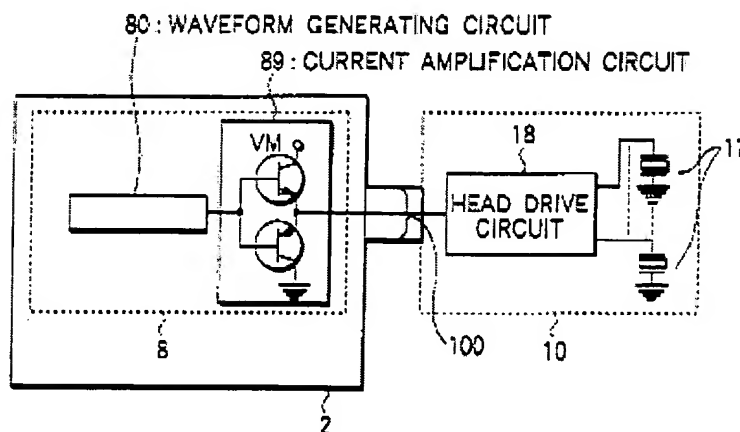 80: WAVEFORM GENERATING CIRCUIT
89: CURRENT AMPLIFICATION CIRCUIT
VM
18
17
HEAD DRIVE
CIRCUIT
8
100
10
2